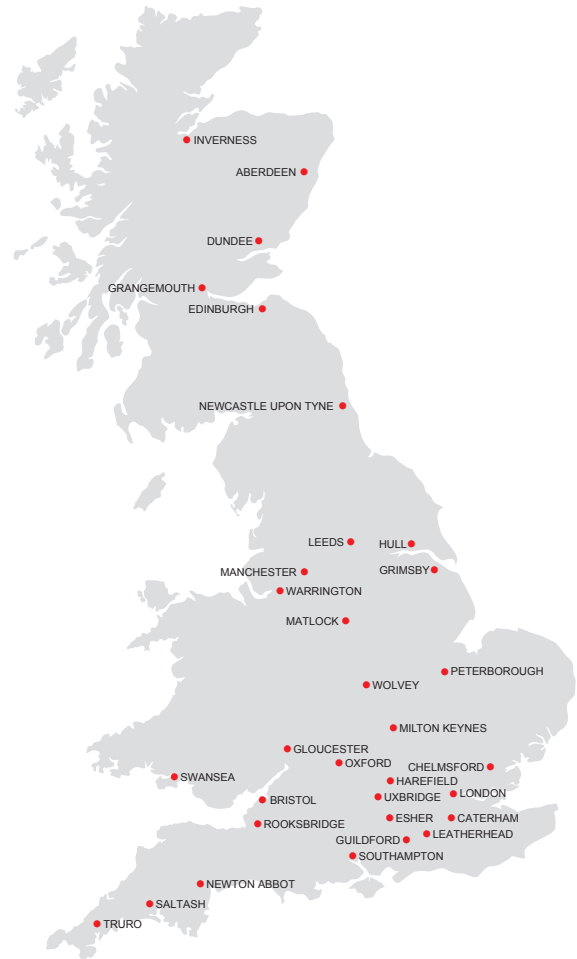 INVERNESS
ABERDEEN
DUNDEE
GRANGEMOUTH
EDINBURGH
NEWCASTLE UPON TYNE
LEEDS
HULL
MANCHESTER
GRIMSBY
WARRINGTON
MATLOCK
PETERBOROUGH
WOLVEY
MILTON KEYNES
GLOUCESTER
OXFORD
CHELMSFORD
SWANSEA
HAREFIELD
LONDON
UXBRIDGE
BRISTOL
ESHER
CATERHAM
ROOKSBRIDGE
LEATHERHEAD
GUILDFORD
SOUTHAMPTON
NEWTON ABBOT
SALTASH
TRURO